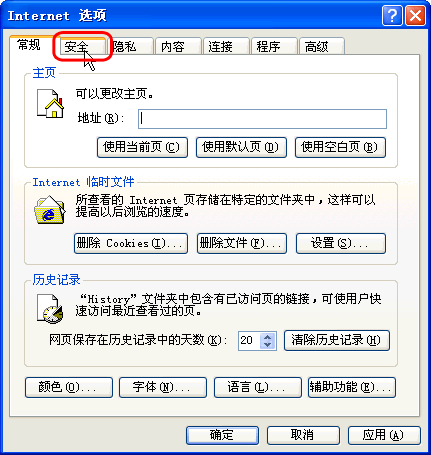 Internet 选项
常规 安全 隐私 内容 连接 程序 高级
主页
可以更改主页。
地址(R):
使用当前页(C) 使用默认页(D) 使用空白页(B)
Internet 临时文件
所查看的 Internet 页存储在特定的文件夹中，这样可以
提高以后浏览的速度。
删除 Cookies(I)... 删除文件(F)... 设置(S)...
历史记录
“History”文件夹中包含有已访问页的链接，可使用户快
速访问最近查看过的页。
网页保存在历史记录中的天数(K): 20 清除历史记录(H)
颜色(O)... 字体(N)... 语言(L)... 辅助功能(E)...
确定 取消 应用(A)